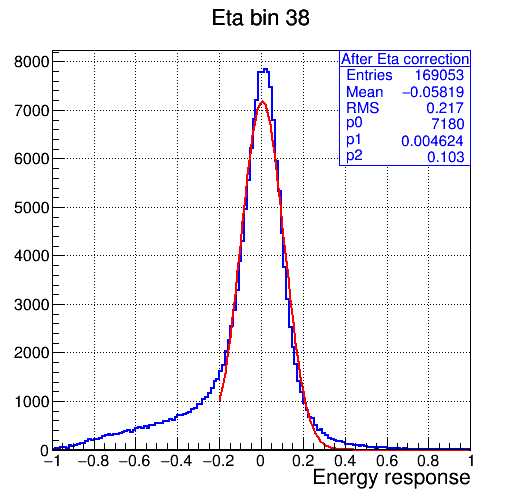 Eta bin 38
After Eta correction
Entries 169053
Mean −0.05819
RMS 0.217
p0 7180
p1 0.004624
p2 0.103
8000
7000
6000
5000
4000
3000
2000
1000
0
−1 −0.8 −0.6 −0.4 −0.2 0 0.2 0.4 0.6 0.8 1
Energy response